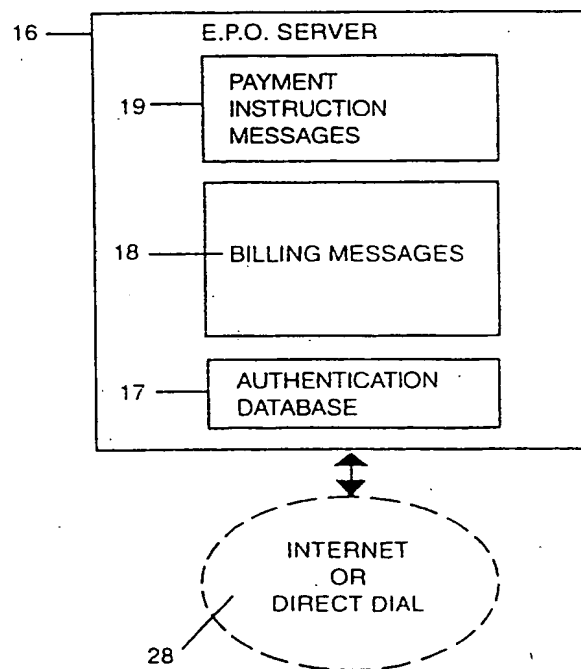 16
E.P.O. SERVER
19
PAYMENT
INSTRUCTION
MESSAGES
18
BILLING MESSAGES
17
AUTHENTICATION
DATABASE
INTERNET
OR
DIRECT DIAL
28